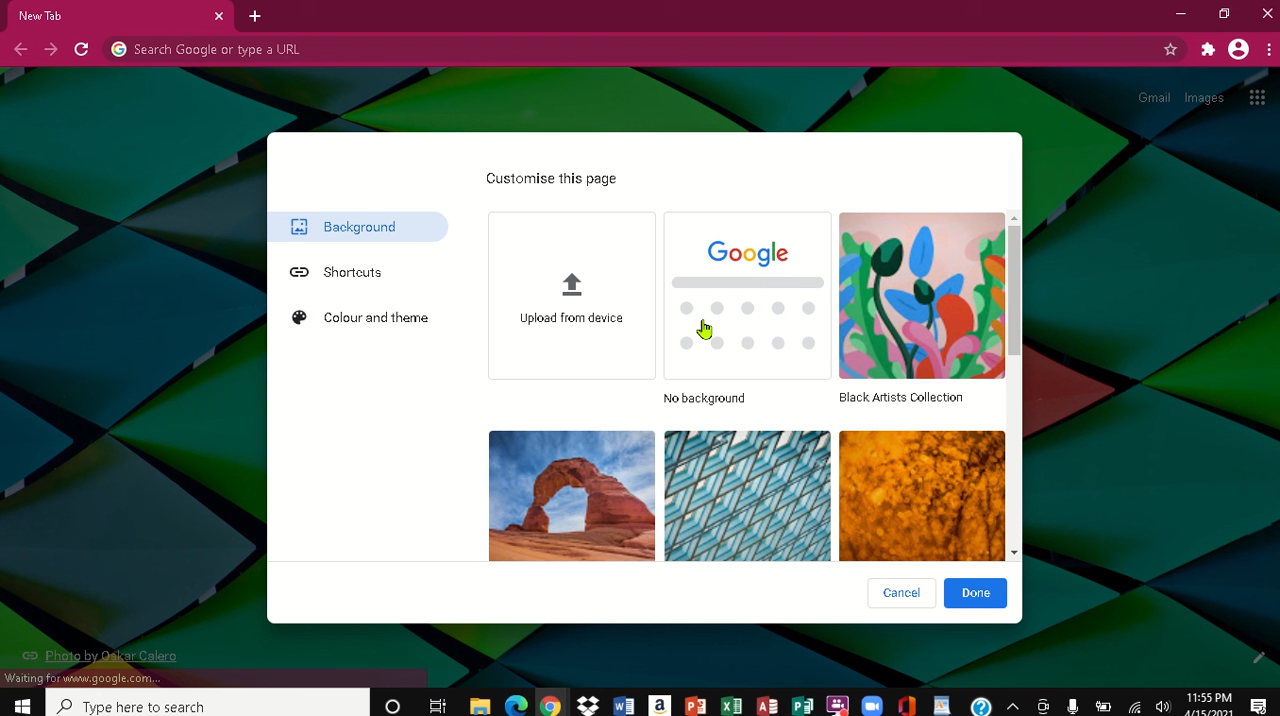 New Tab
Search Google or type a URL
Gmail Images
Customise this page
Background
Shortcuts
Colour and theme
Upload from device
Google
No background
Black Artists Collection
Cancel
Done
Photo by Oskar Calero
Waiting for www.google.com...
Type here to search
11:55 PM
4/15/2021